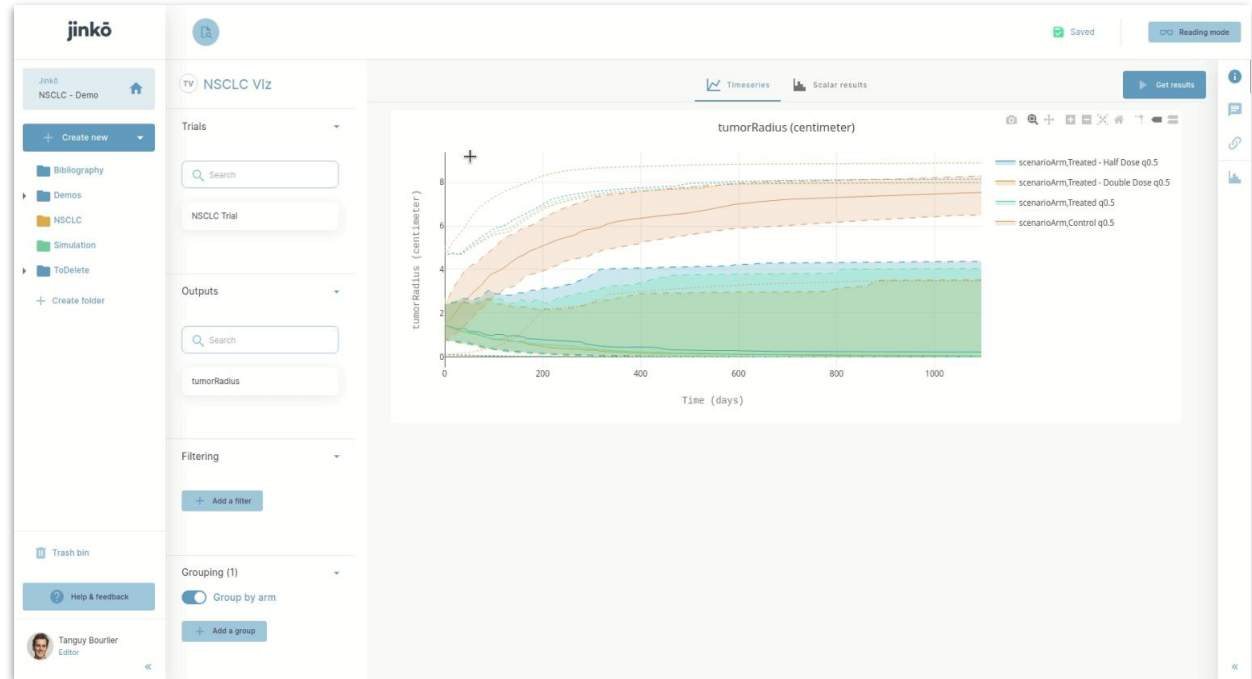 jinkō
Saved
Reading mode
Jinkō
NSCLC - Demo
Create new
Bibliography
Demos
NSCLC
Simulation
ToDelete
Create folder
Trash bin
Help & feedback
Tanguy Bourlier
Editor
TV NSCLC Viz
Trials
Search
NSCLC Trial
Outputs
Search
tumorRadius
Filtering
Add a filter
Grouping (1)
Group by arm
Add a group
Timeseries
Scalar results
Get results
tumorRadius (centimeter)
tumorRadius (centimeter)
8
6
4
2
0
0 200 400 600 800 1000
Time (days)
scenarioArm,Treated - Half Dose q0.5
scenarioArm,Treated - Double Dose q0.5
scenarioArm,Treated q0.5
scenarioArm,Control q0.5